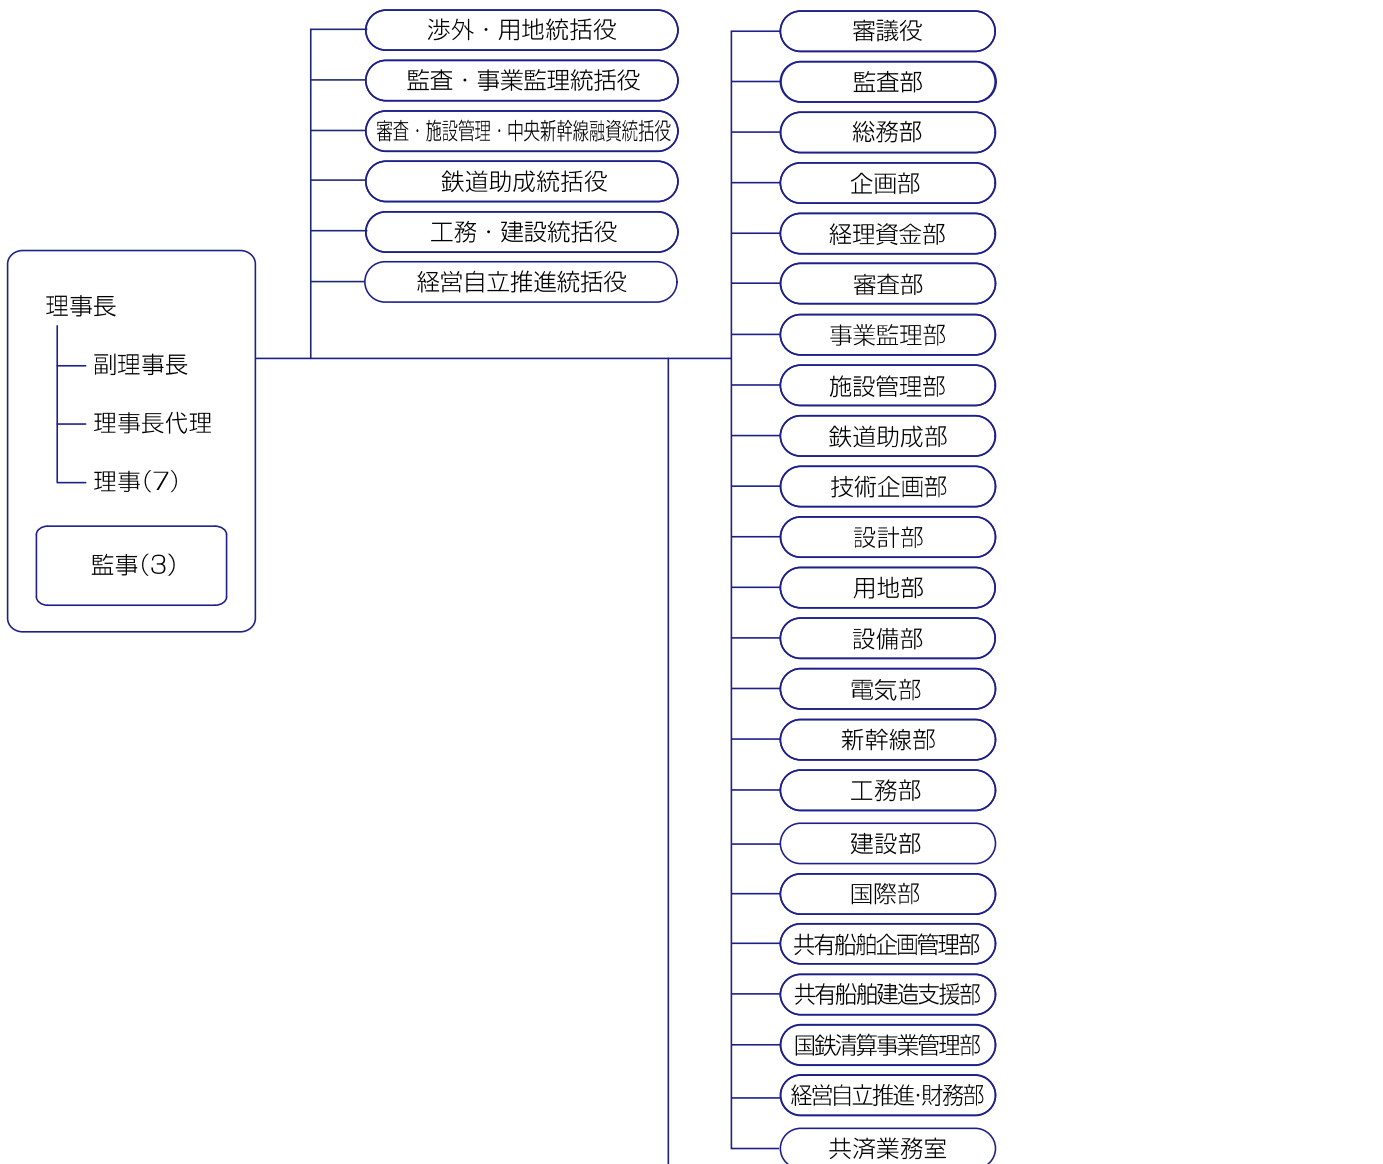 理事長
副理事長
理事長代理
理事(7)
監事(3)
渉外・用地統括役
監査・事業監理統括役
審査・施設管理・中央新幹線融資統括役
鉄道助成統括役
工務・建設統括役
経営自立推進統括役
審議役
監査部
総務部
企画部
経理資金部
審査部
事業監理部
施設管理部
鉄道助成部
技術企画部
設計部
用地部
設備部
電気部
新幹線部
工務部
建設部
国際部
共有船舶企画管理部
共有船舶建造支援部
国鉄清算事業管理部
経営自立推進・財務部
共済業務室